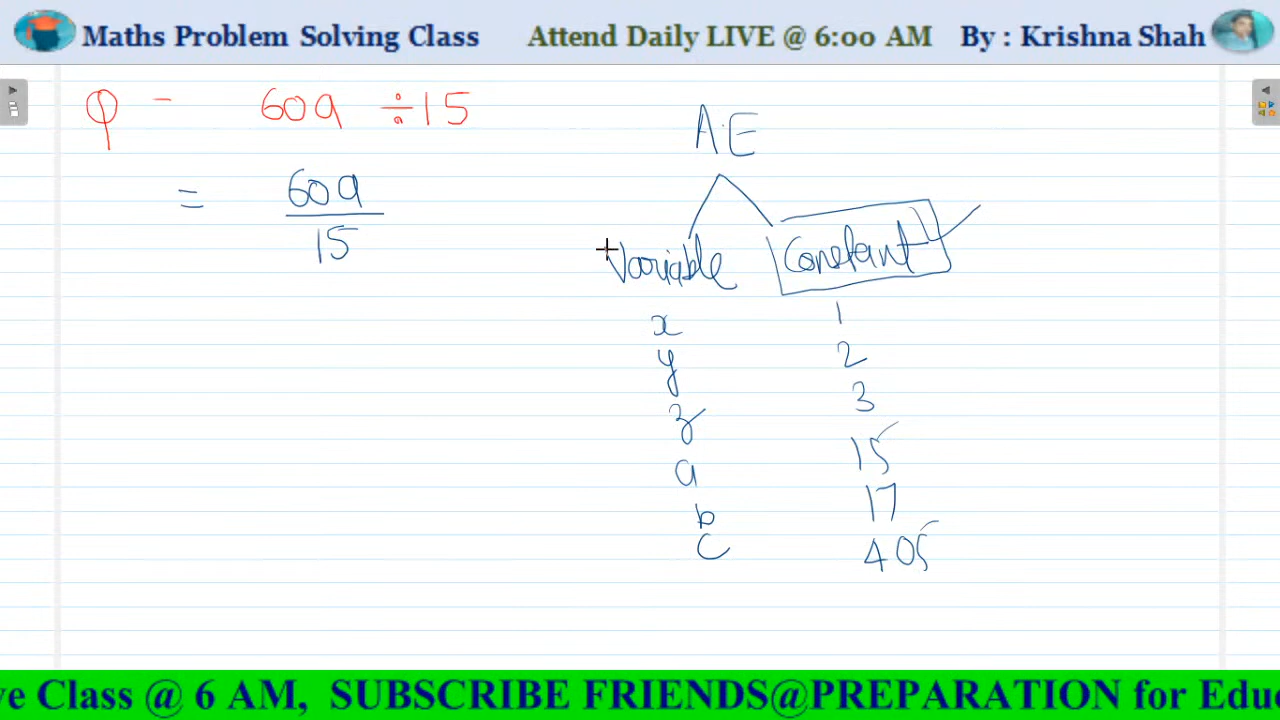 Maths Problem Solving Class Attend Daily LIVE @ 6:00 AM By : Krishna Shah
Q - 60a ÷ 15
= 60a
15
A.E
Variable Constant
x 1
y 2
z 3
a 15
b 17
c 405
ve Class @ 6 AM, SUBSCRIBE FRIENDS@PREPARATION for Educ